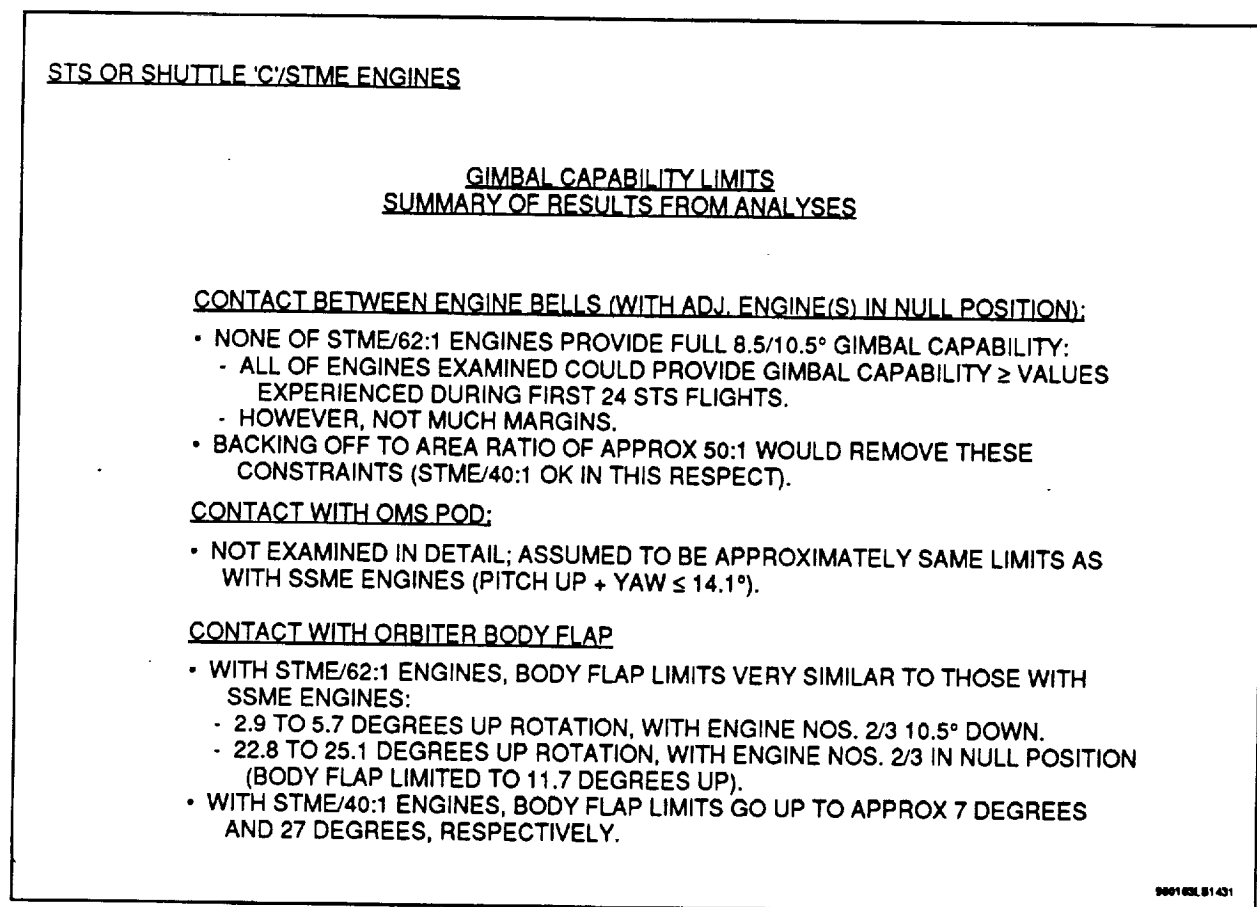 STS OR SHUTTLE 'C'/STME ENGINES
GIMBAL CAPABILITY LIMITS
SUMMARY OF RESULTS FROM ANALYSES
CONTACT BETWEEN ENGINE BELLS (WITH ADJ. ENGINE(S) IN NULL POSITION):
• NONE OF STME/62:1 ENGINES PROVIDE FULL 8.5/10.5° GIMBAL CAPABILITY:
- ALL OF ENGINES EXAMINED COULD PROVIDE GIMBAL CAPABILITY ≥ VALUES
EXPERIENCED DURING FIRST 24 STS FLIGHTS.
- HOWEVER, NOT MUCH MARGINS.
• BACKING OFF TO AREA RATIO OF APPROX 50:1 WOULD REMOVE THESE
CONSTRAINTS (STME/40:1 OK IN THIS RESPECT).
CONTACT WITH OMS POD:
• NOT EXAMINED IN DETAIL; ASSUMED TO BE APPROXIMATELY SAME LIMITS AS
WITH SSME ENGINES (PITCH UP + YAW ≤ 14.1°).
CONTACT WITH ORBITER BODY FLAP
• WITH STME/62:1 ENGINES, BODY FLAP LIMITS VERY SIMILAR TO THOSE WITH
SSME ENGINES:
- 2.9 TO 5.7 DEGREES UP ROTATION, WITH ENGINE NOS. 2/3 10.5° DOWN.
- 22.8 TO 25.1 DEGREES UP ROTATION, WITH ENGINE NOS. 2/3 IN NULL POSITION
(BODY FLAP LIMITED TO 11.7 DEGREES UP).
• WITH STME/40:1 ENGINES, BODY FLAP LIMITS GO UP TO APPROX 7 DEGREES
AND 27 DEGREES, RESPECTIVELY.